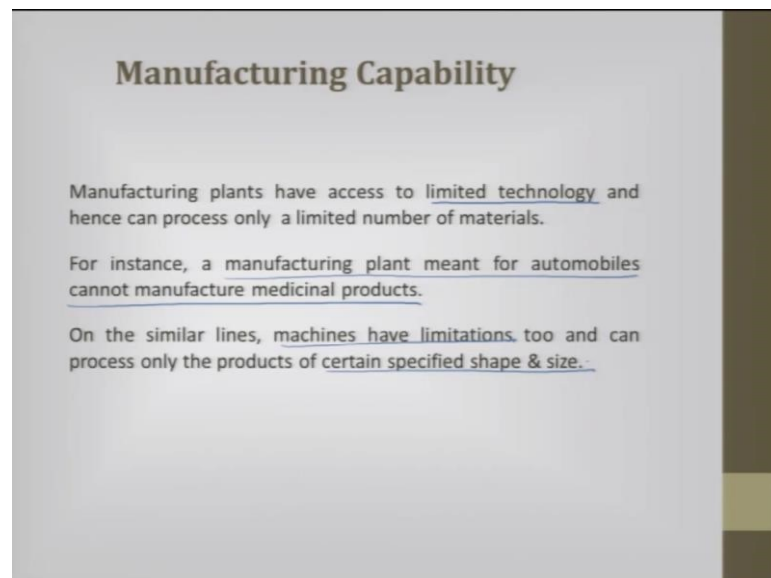 Manufacturing Capability
Manufacturing plants have access to limited technology and
hence can process only a limited number of materials.
For instance, a manufacturing plant meant for automobiles
cannot manufacture medicinal products.
On the similar lines, machines have limitations too and can
process only the products of certain specified shape & size.